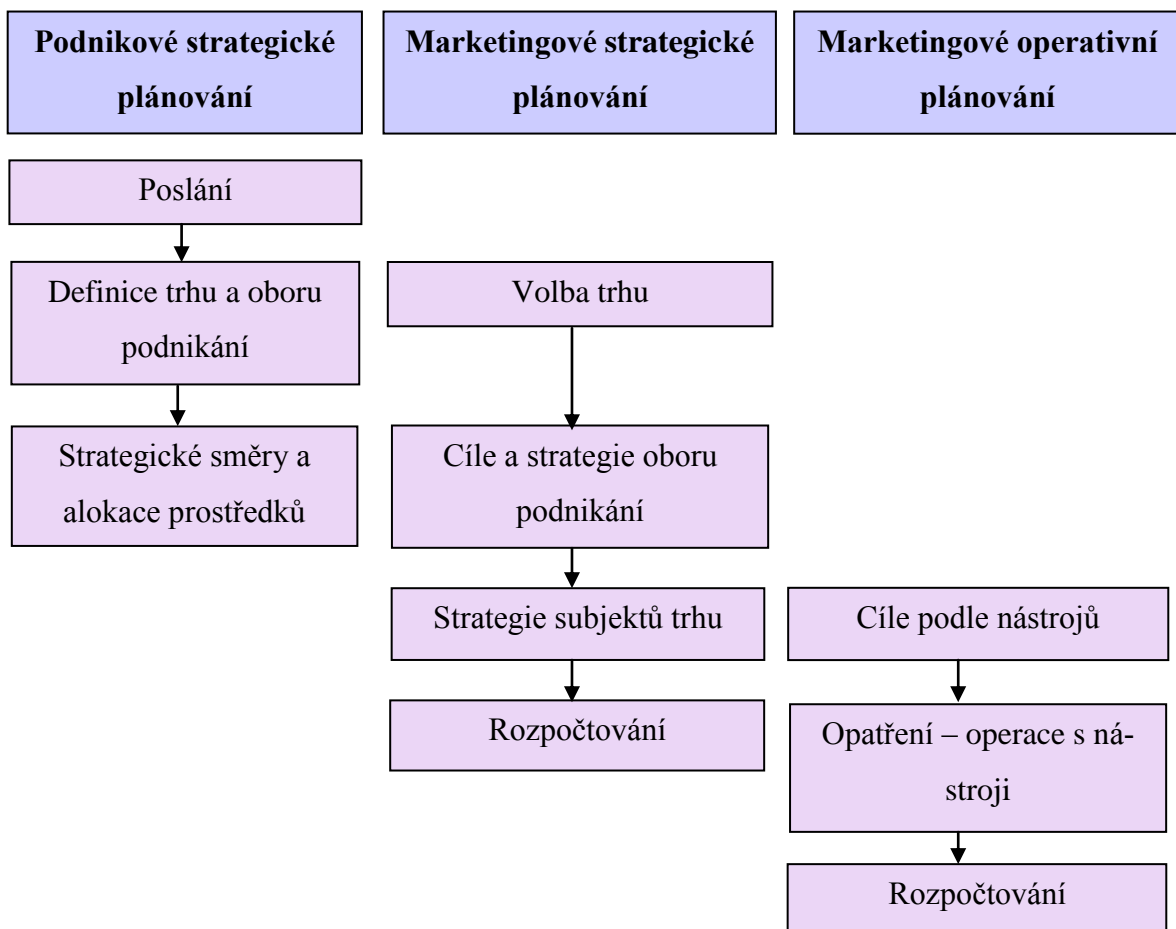 Podnikové strategické
plánování
Marketingové strategické
plánování
Marketingové operativní
plánování
Poslání
Definice trhu a oboru
podnikání
Strategické směry a
alokace prostředků
Volba trhu
Cíle a strategie oboru
podnikání
Strategie subjektů trhu
Rozpočtování
Cíle podle nástrojů
Opatření – operace s ná-
stroji
Rozpočtování